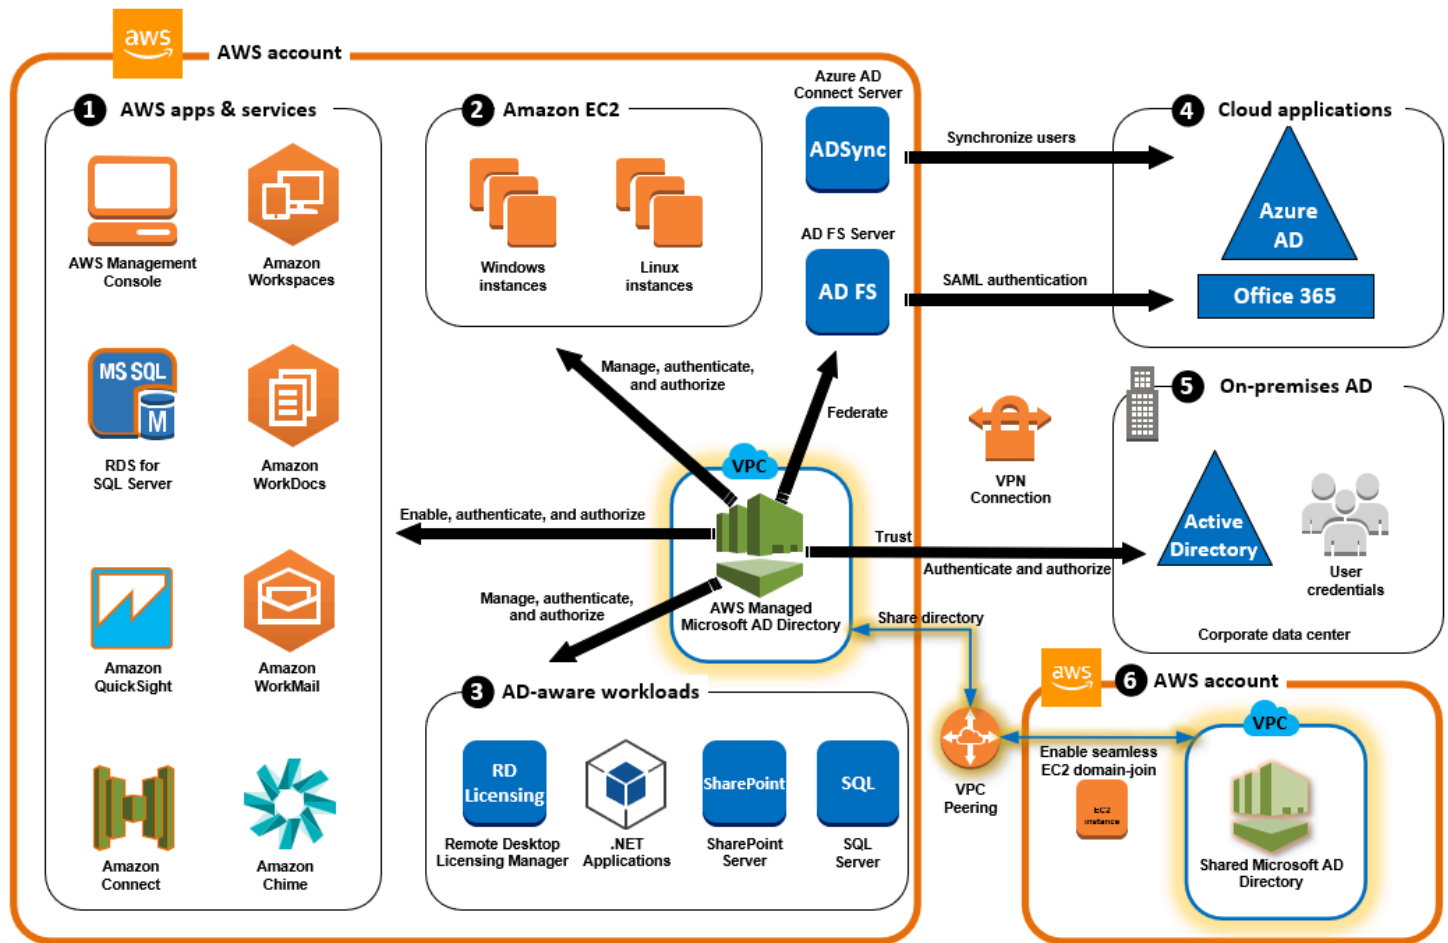 aws
AWS account
1 AWS apps & services
AWS Management
Console
Amazon
Workspaces
MS SQL
M
RDS for
SQL Server
Amazon
WorkDocs
Amazon
QuickSight
Amazon
WorkMail
Amazon
Connect
Amazon
Chime
2 Amazon EC2
Windows
instances
Linux
instances
Azure AD
Connect Server
ADSync
AD FS Server
AD FS
Synchronize users
SAML authentication
4 Cloud applications
Azure
AD
Office 365
Manage, authenticate,
and authorize
Federate
VPC
Enable, authenticate, and authorize
AWS Managed
Microsoft AD Directory
Manage, authenticate,
and authorize
VPN
Connection
Trust
Authenticate and authorize
Share directory
5 On-premises AD
Active
Directory
User
credentials
Corporate data center
3 AD-aware workloads
RD
Licensing
Remote Desktop
Licensing Manager
.NET
Applications
SharePoint
SharePoint
Server
SQL
SQL
Server
VPC
Peering
aws
6 AWS account
Enable seamless
EC2 domain-join
EC2
Instance
VPC
Shared Microsoft AD
Directory